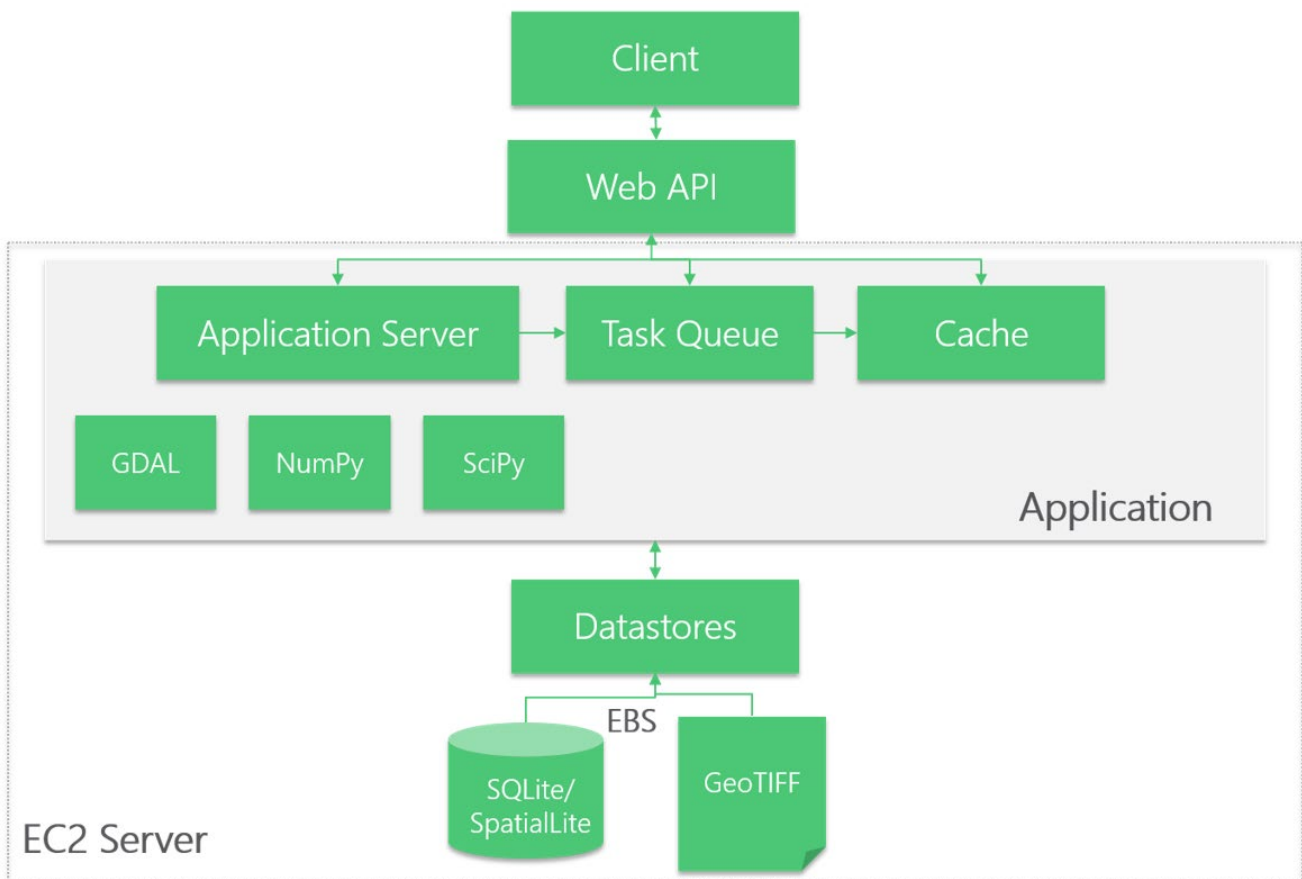 Client
Web API
Application Server
Task Queue
Cache
GDAL
NumPy
SciPy
Application
Datastores
EBS
SQLite/
SpatialLite
GeoTIFF
EC2 Server